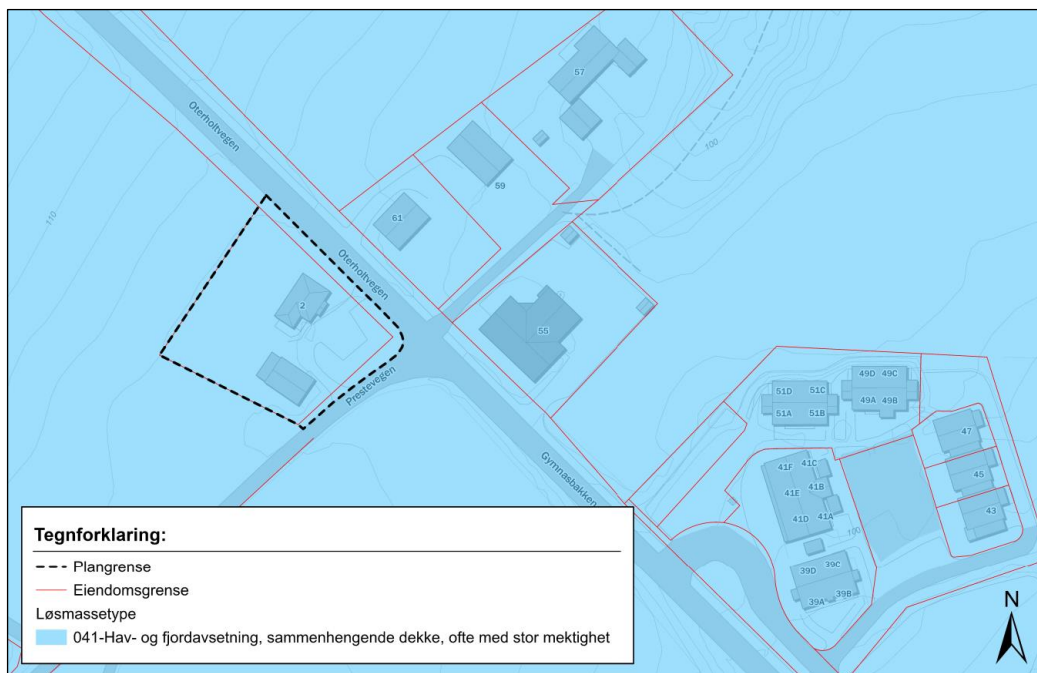 Oterholtvegen
57
100
59
110
61
Oterholtvegen
2
55
Prestevegen
51D 51C
51A 51B
49D 49C
49A 49B
47
45
43
41F 41C
41B
41E
41A
41D
Gymnasbakken
100
39D 39C
39B
39A
Tegnforklaring:
Plangrense
Eiendomsgrense
Løsmassetype
041-Hav- og fjordavsetning, sammenhengende dekke, ofte med stor mektighet
N